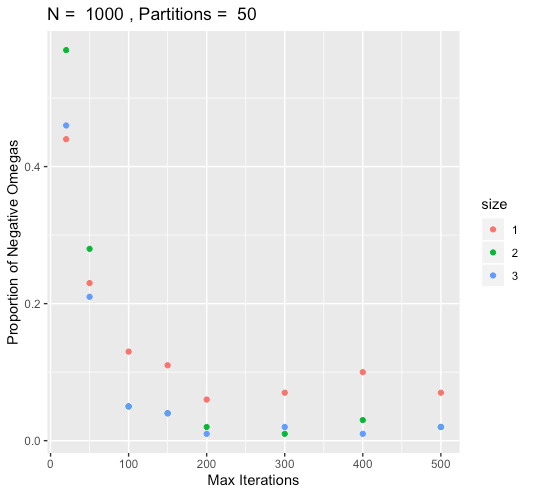 N = 1000 , Partitions = 50
Proportion of Negative Omegas
0.4
0.2
0.0
0 100 200 300 400 500
Max Iterations
size
1
2
3